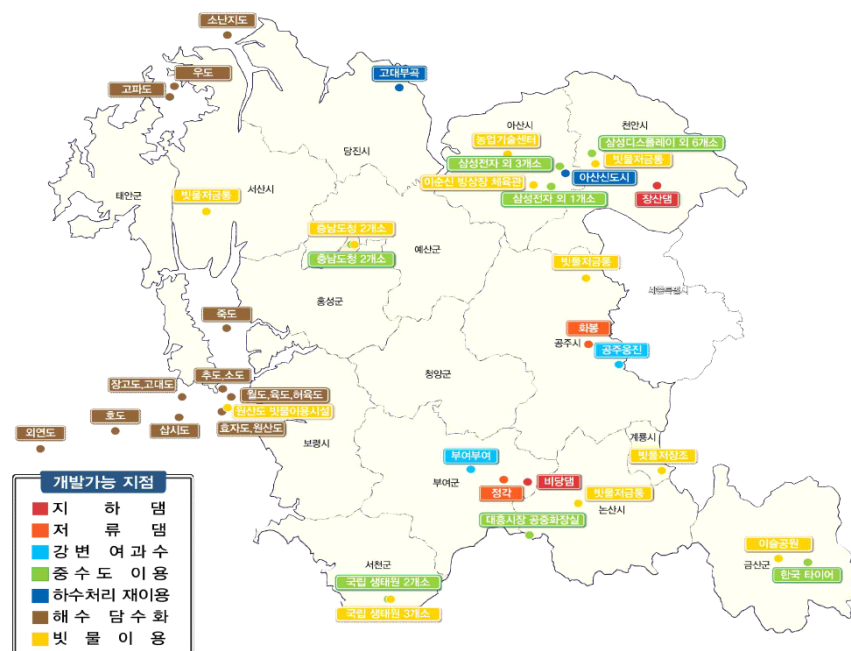 소난지도
우도
고파도
고대부곡
당진시
아산시
천안시
농업기술센터
삼성디스플레이 외 6개소
삼성전자 외 3개소
빗물저금통
아산신도시
이순신 빙상장 체육관
삼성전자 외 1개소
장산댐
태안군
서산시
빗물저금통
충남도청 2개소
충남도청 2개소
예산군
홍성군
빗물저금통
세종특별시
죽도
화봉
공주시
공주웅진
추도,소도
장고도,고대도
월도,육도,허육도
원산도 빗물이용시설
효자도,원산도
호도
삽시도
외연도
청양군
보령시
계룡시
빗물저장조
부여부여
부여군
정각
비당댐
빗물저금통
논산시
대흥시장 공중화장실
서천군
국립 생태원 2개소
국립 생태원 3개소
이슬공원
금산군
한국 타이어
개발가능 지점
지 하 댐
저 류 댐
강 변 여 과 수
중 수 도 이 용
하수처리 재이용
해 수 담 수 화
빗 물 이 용